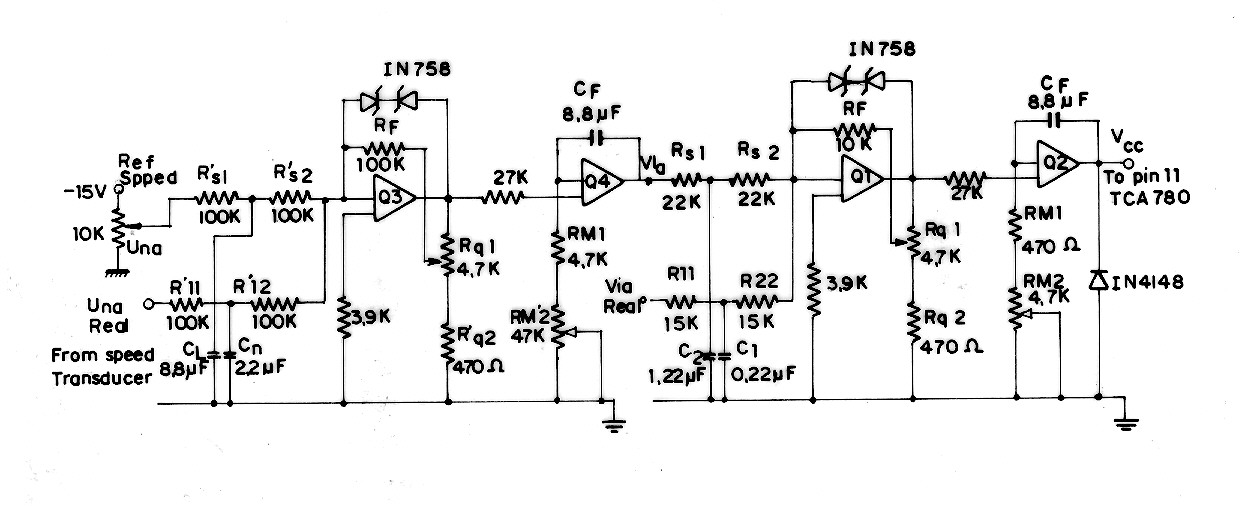 IN758
RF
100K
Ref
Spped
-15V
10K
Una
R's1
100K
R's2
100K
Q3
27K
CF
8,8µF
Q4
V1a
Rs1
22K
Rs2
22K
IN758
RF
10K
Q1
27K
CF
8,8µF
Q2
Vcc
To pin 11
TCA 780
Una
Real
R'11
100K
R'12
100K
3,9K
Rq1
4,7K
R'q2
470Ω
RM1
4,7K
RM'2
47K
Via
Real
R11
15K
R22
15K
3,9K
Rq1
4,7K
Rq2
470Ω
RM1
470 Ω
RM2
4,7K
IN4148
From speed
Transducer
CL
8,8µF
Cn
2,2µF
C2
1,22µF
C1
0,22µF